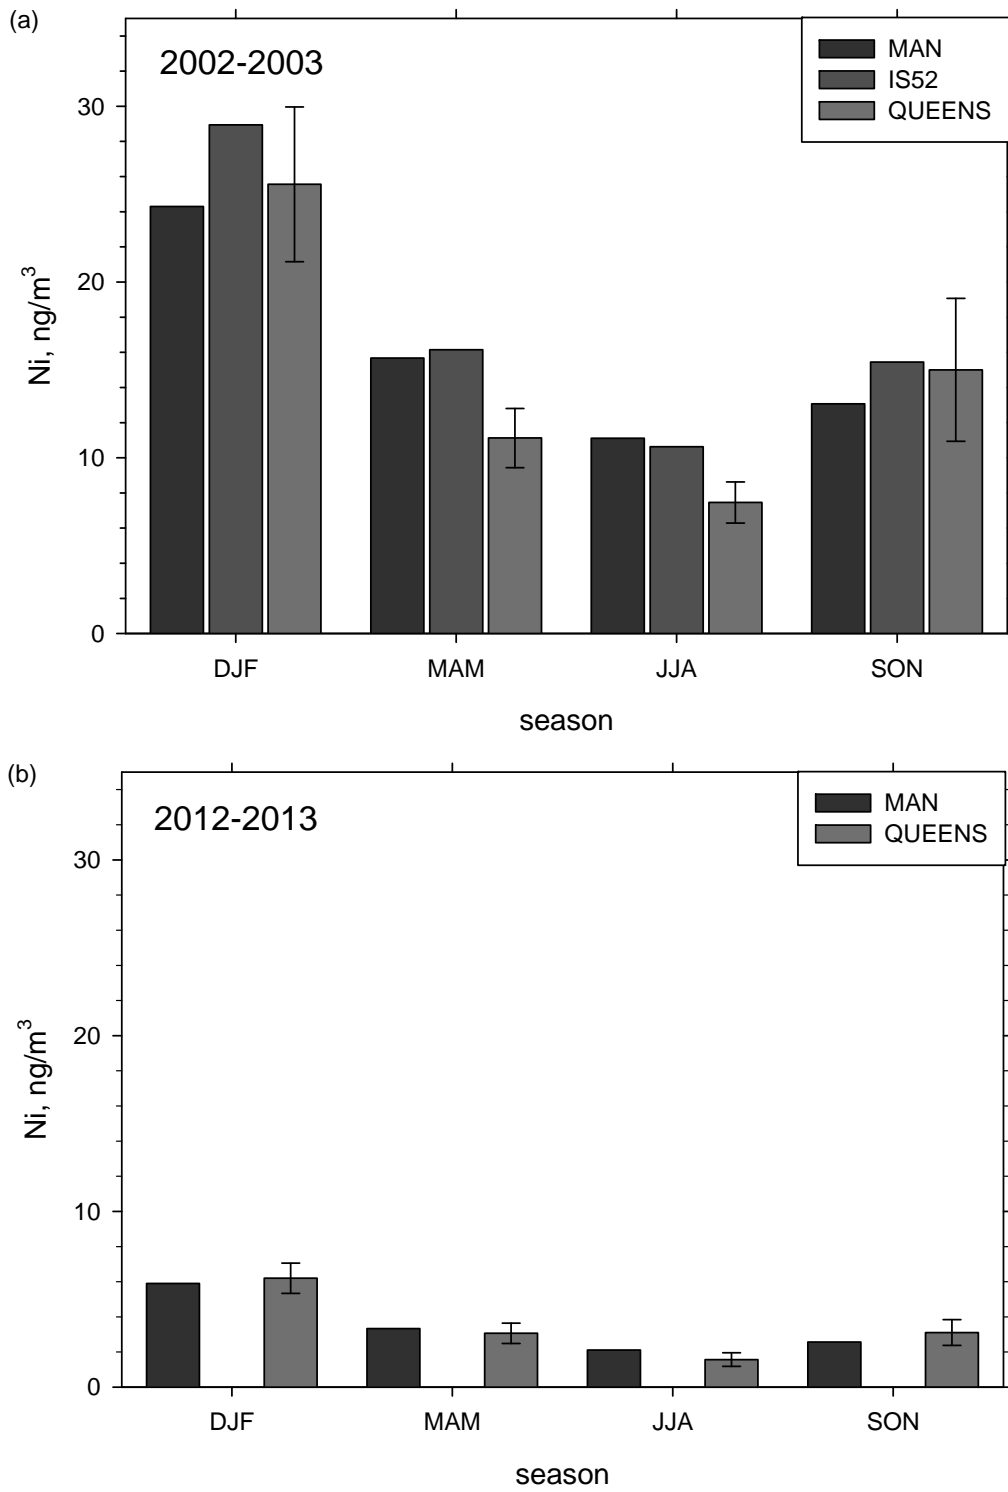 (a)
2002-2003
MAN
IS52
QUEENS
30
20
10
0
Ni, ng/m³
DJF MAM JJA SON
season
(b)
2012-2013
MAN
QUEENS
30
20
10
0
Ni, ng/m³
DJF MAM JJA SON
season